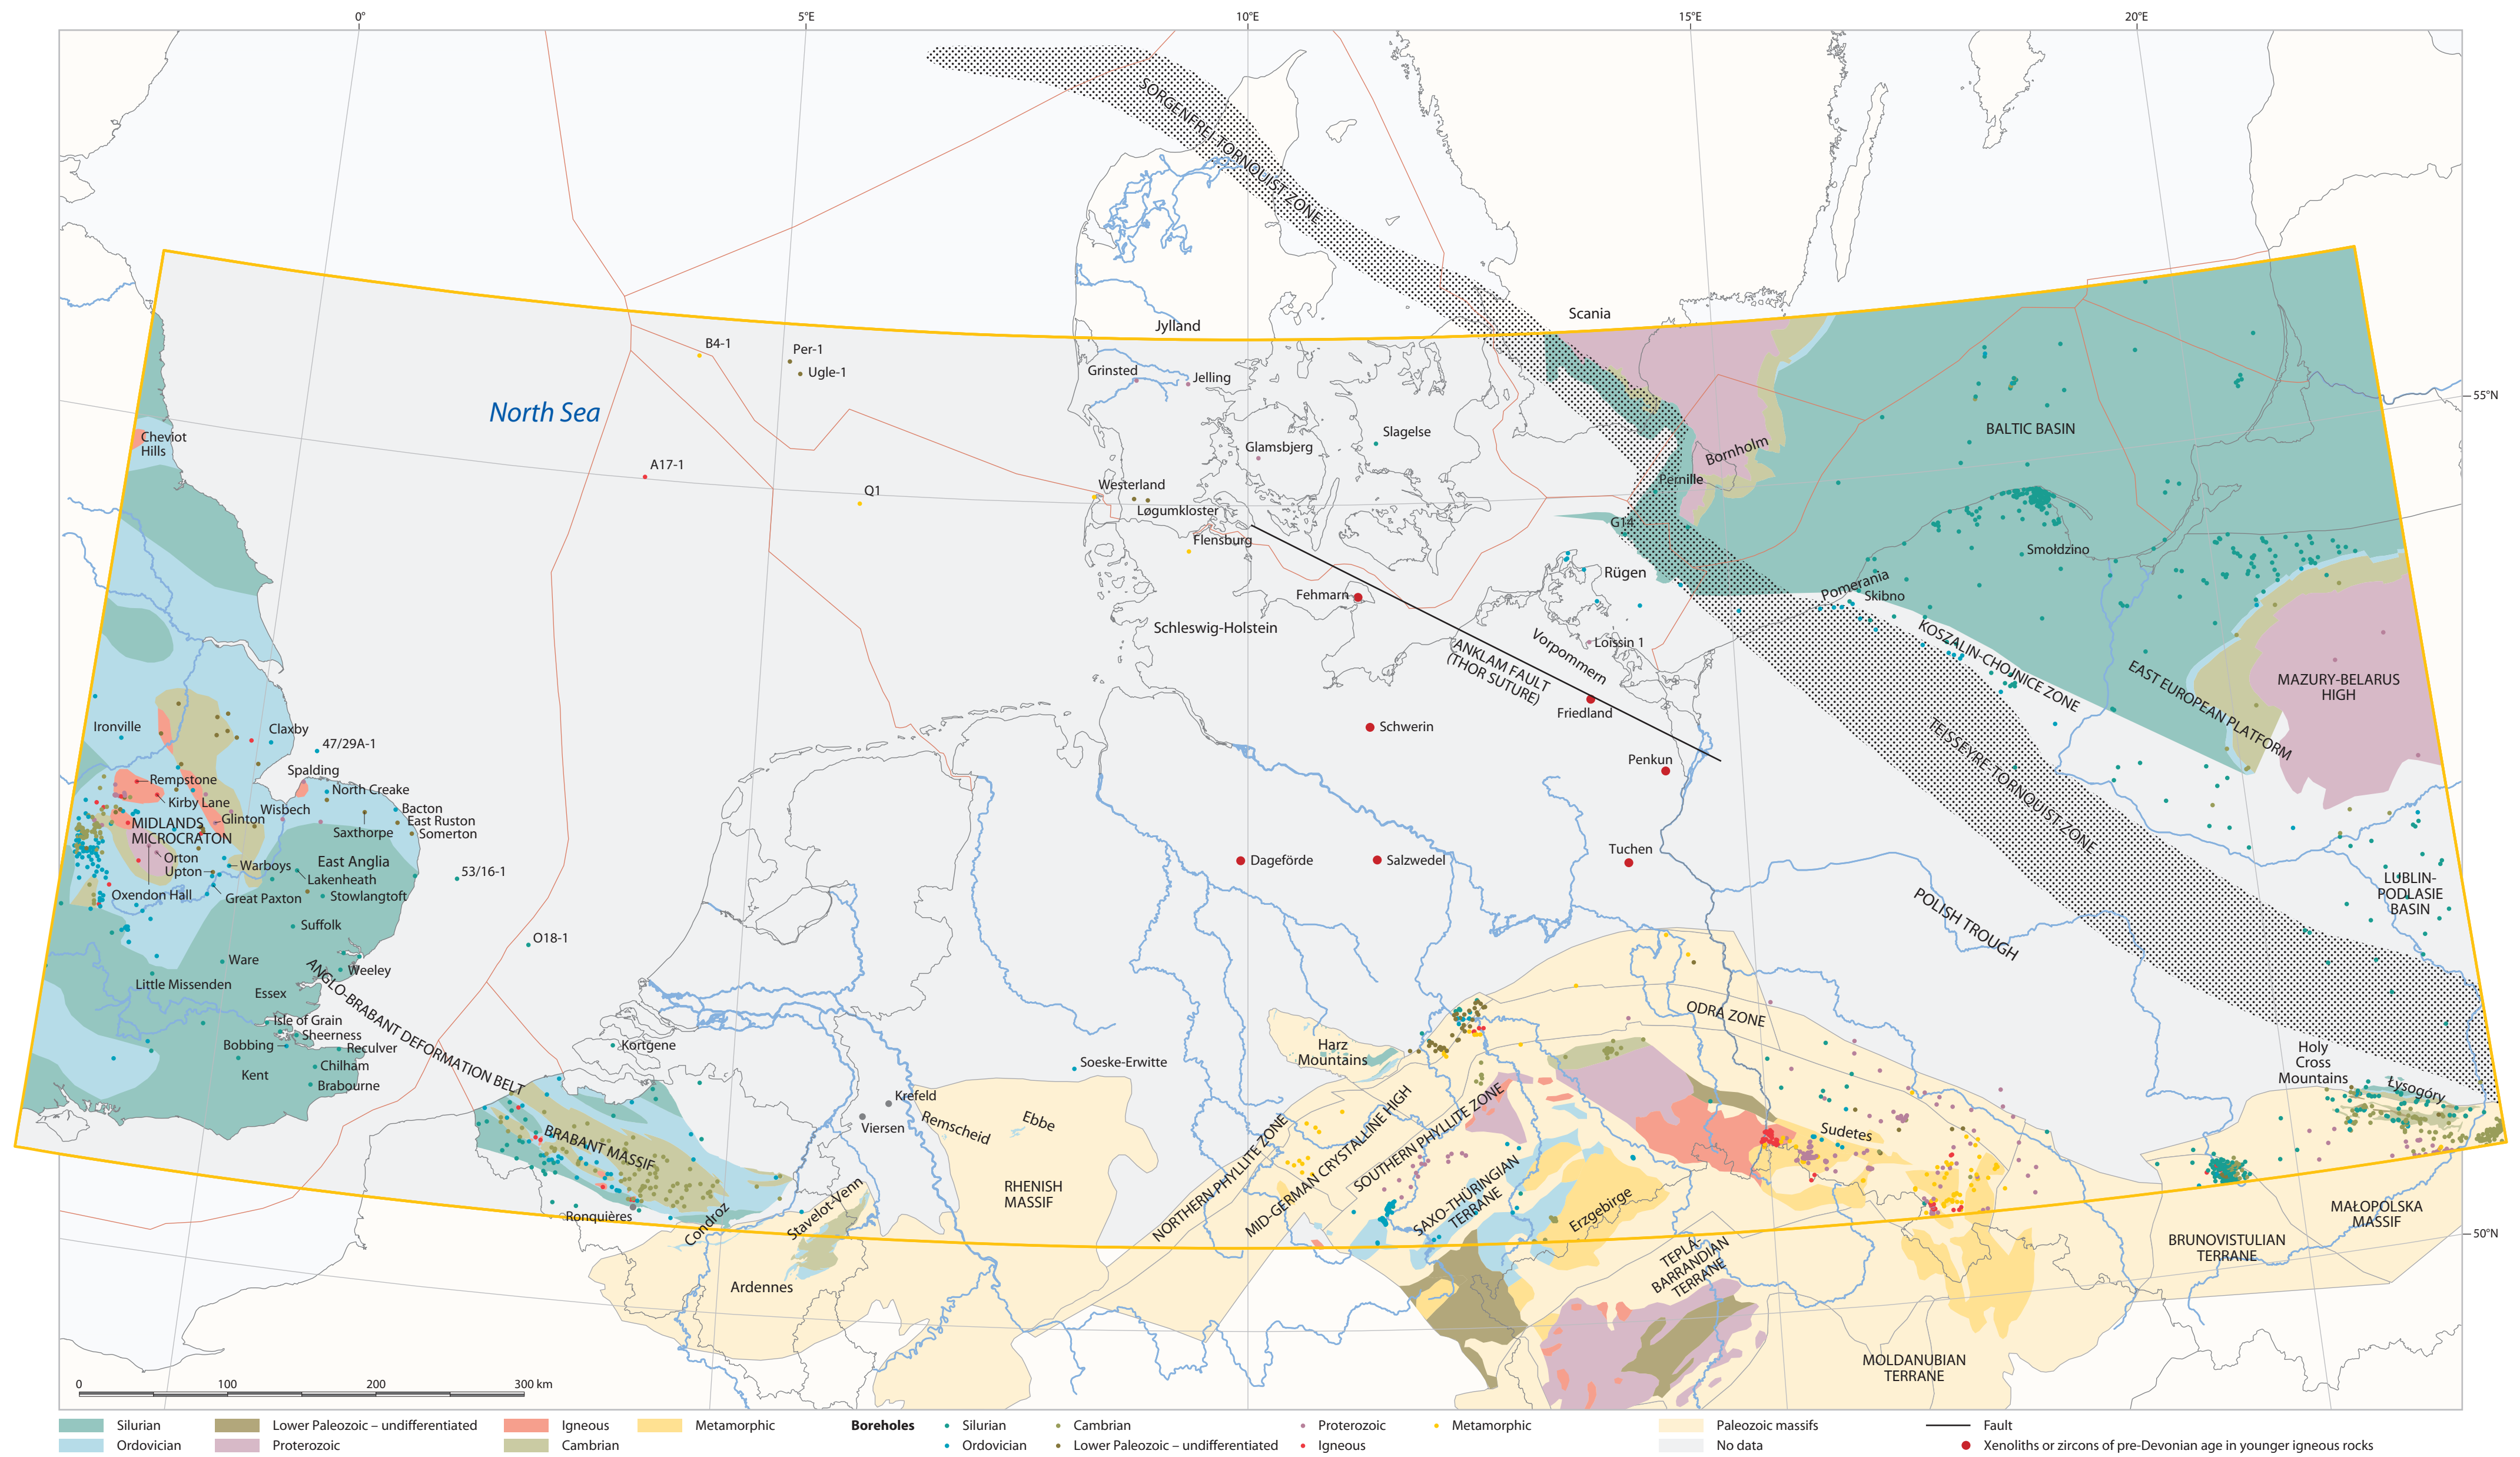 0°
5°E
10°E
15°E
20°E
SORGENFREI-TORNQUIST ZONE
Scania
Jylland
B4-1
Per-1
Ugle-1
Grinsted
Jelling
55°N
North Sea
BALTIC BASIN
Cheviot
Hills
Slagelse
Glamsbjerg
Bornholm
A17-1
Westerland
Pernille
Q1
Løgumkloster
G14
Flensburg
Smołdzino
Rügen
Pomerania
Skibno
Fehmarn
Schleswig-Holstein
Vorpommern
Loissin 1
KOSZALIN-CHOJNICE ZONE
ANKLAM FAULT
(THOR SUTURE)
EAST EUROPEAN PLATFORM
MAZURY-BELARUS
HIGH
Friedland
Ironville
Claxby
Schwerin
47/29A-1
TEISSEYRE-TORNQUIST ZONE
Penkun
Spalding
Rempstone
North Creake
Kirby Lane
Wisbech
Bacton
Glinton
East Ruston
MIDLANDS
MICROCRATON
Saxthorpe
Somerton
Tuchen
Orton
East Anglia
Dageförde
Salzwedel
Upton
Warboys
Lakenheath
53/16-1
LUBLIN-
PODLASIE
BASIN
Oxendon Hall
Great Paxton
Stowlangtoft
POLISH TROUGH
Suffolk
O18-1
Ware
Weeley
Little Missenden
ANGLO-BRABANT DEFORMATION BELT
Essex
ODRA ZONE
Isle of Grain
Sheerness
Bobbing
Reculver
Kortgene
Harz
Mountains
Holy
Cross
Mountains
Chilham
Kent
Brabourne
Soeske-Erwitte
Łysogóry
Krefeld
Viersen
Remscheid
Ebbe
BRABANT MASSIF
NORTHERN PHYLLITE ZONE
MID-GERMAN CRYSTALLINE HIGH
SOUTHERN PHYLLITE ZONE
Sudetes
RHENISH
MASSIF
SAXO-THÜRINGIAN
TERRANE
Ronquières
Condroz
Stavelot-Venn
Erzgebirge
MAŁOPOLSKA
MASSIF
50°N
BRUNOVISTULIAN
TERRANE
TEPLÁ-
BARRANDIAN
TERRANE
Ardennes
MOLDANUBIAN
TERRANE
0
100
200
300 km
Silurian
Lower Paleozoic – undifferentiated
Igneous
Metamorphic
Boreholes
Silurian
Cambrian
Proterozoic
Metamorphic
Paleozoic massifs
Fault
Ordovician
Proterozoic
Cambrian
Ordovician
Lower Paleozoic – undifferentiated
Igneous
No data
Xenoliths or zircons of pre-Devonian age in younger igneous rocks